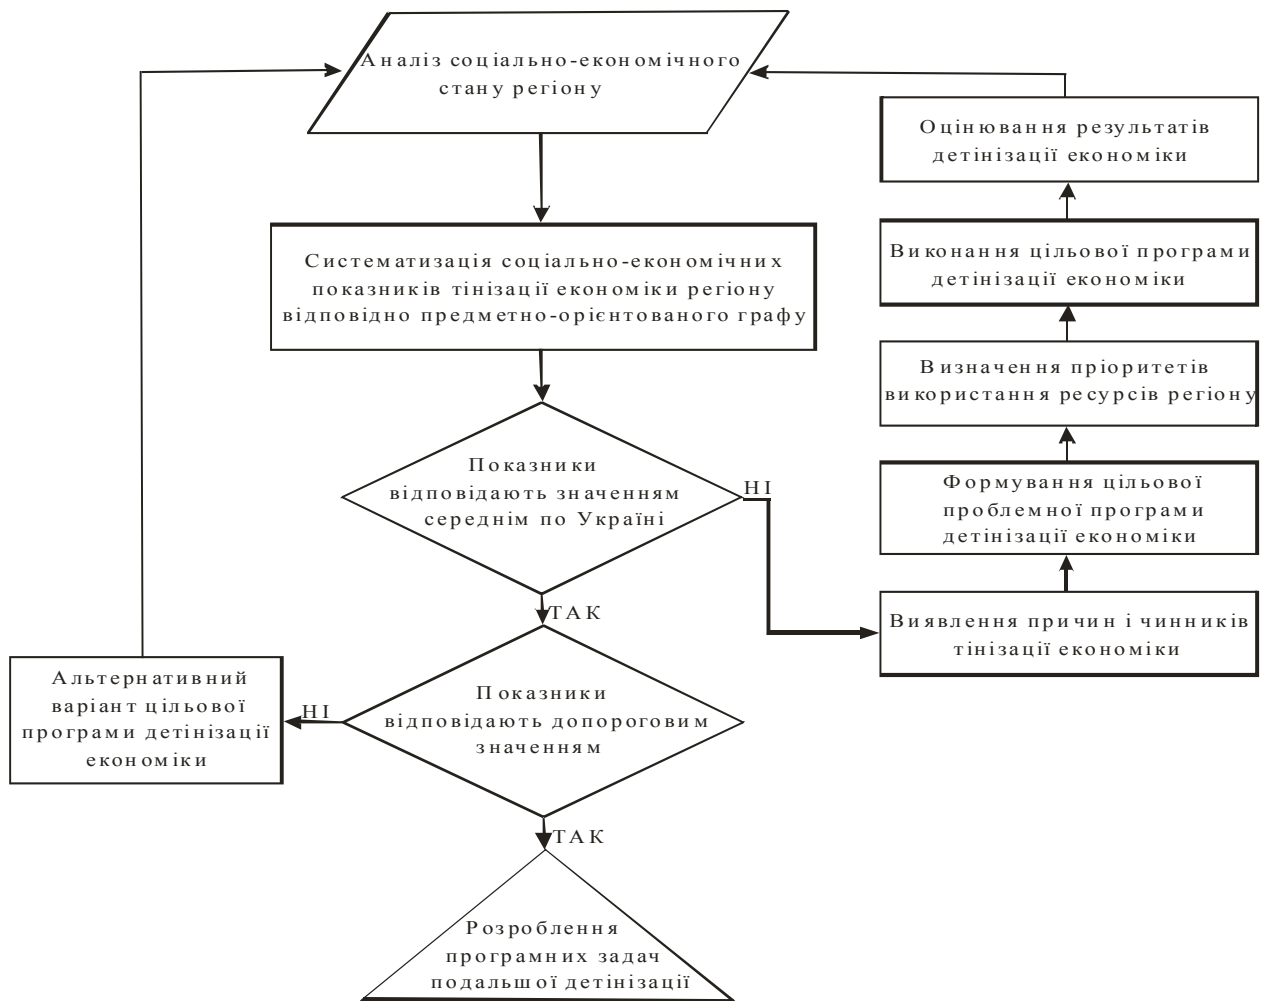 Аналіз соціально-економічного
стану регіону
Оцінювання результатів
детінізації економіки
Систематизація соціально-економічних
показників тінізації економіки регіону
відповідно предметно-орієнтованого графу
Виконання цільової програми
детінізації економіки
Визначення пріоритетів
використання ресурсів регіону
Показники
відповідають значенням
середнім по Україні
НІ
Формування цільової
проблемної програми
детінізації економіки
ТАК
Виявлення причин і чинників
тінізації економіки
Альтернативний
варіант цільової
програми детінізації
економіки
НІ
Показники
відповідають допороговим
значенням
ТАК
Розроблення
програмних задач
подальшої детінізації